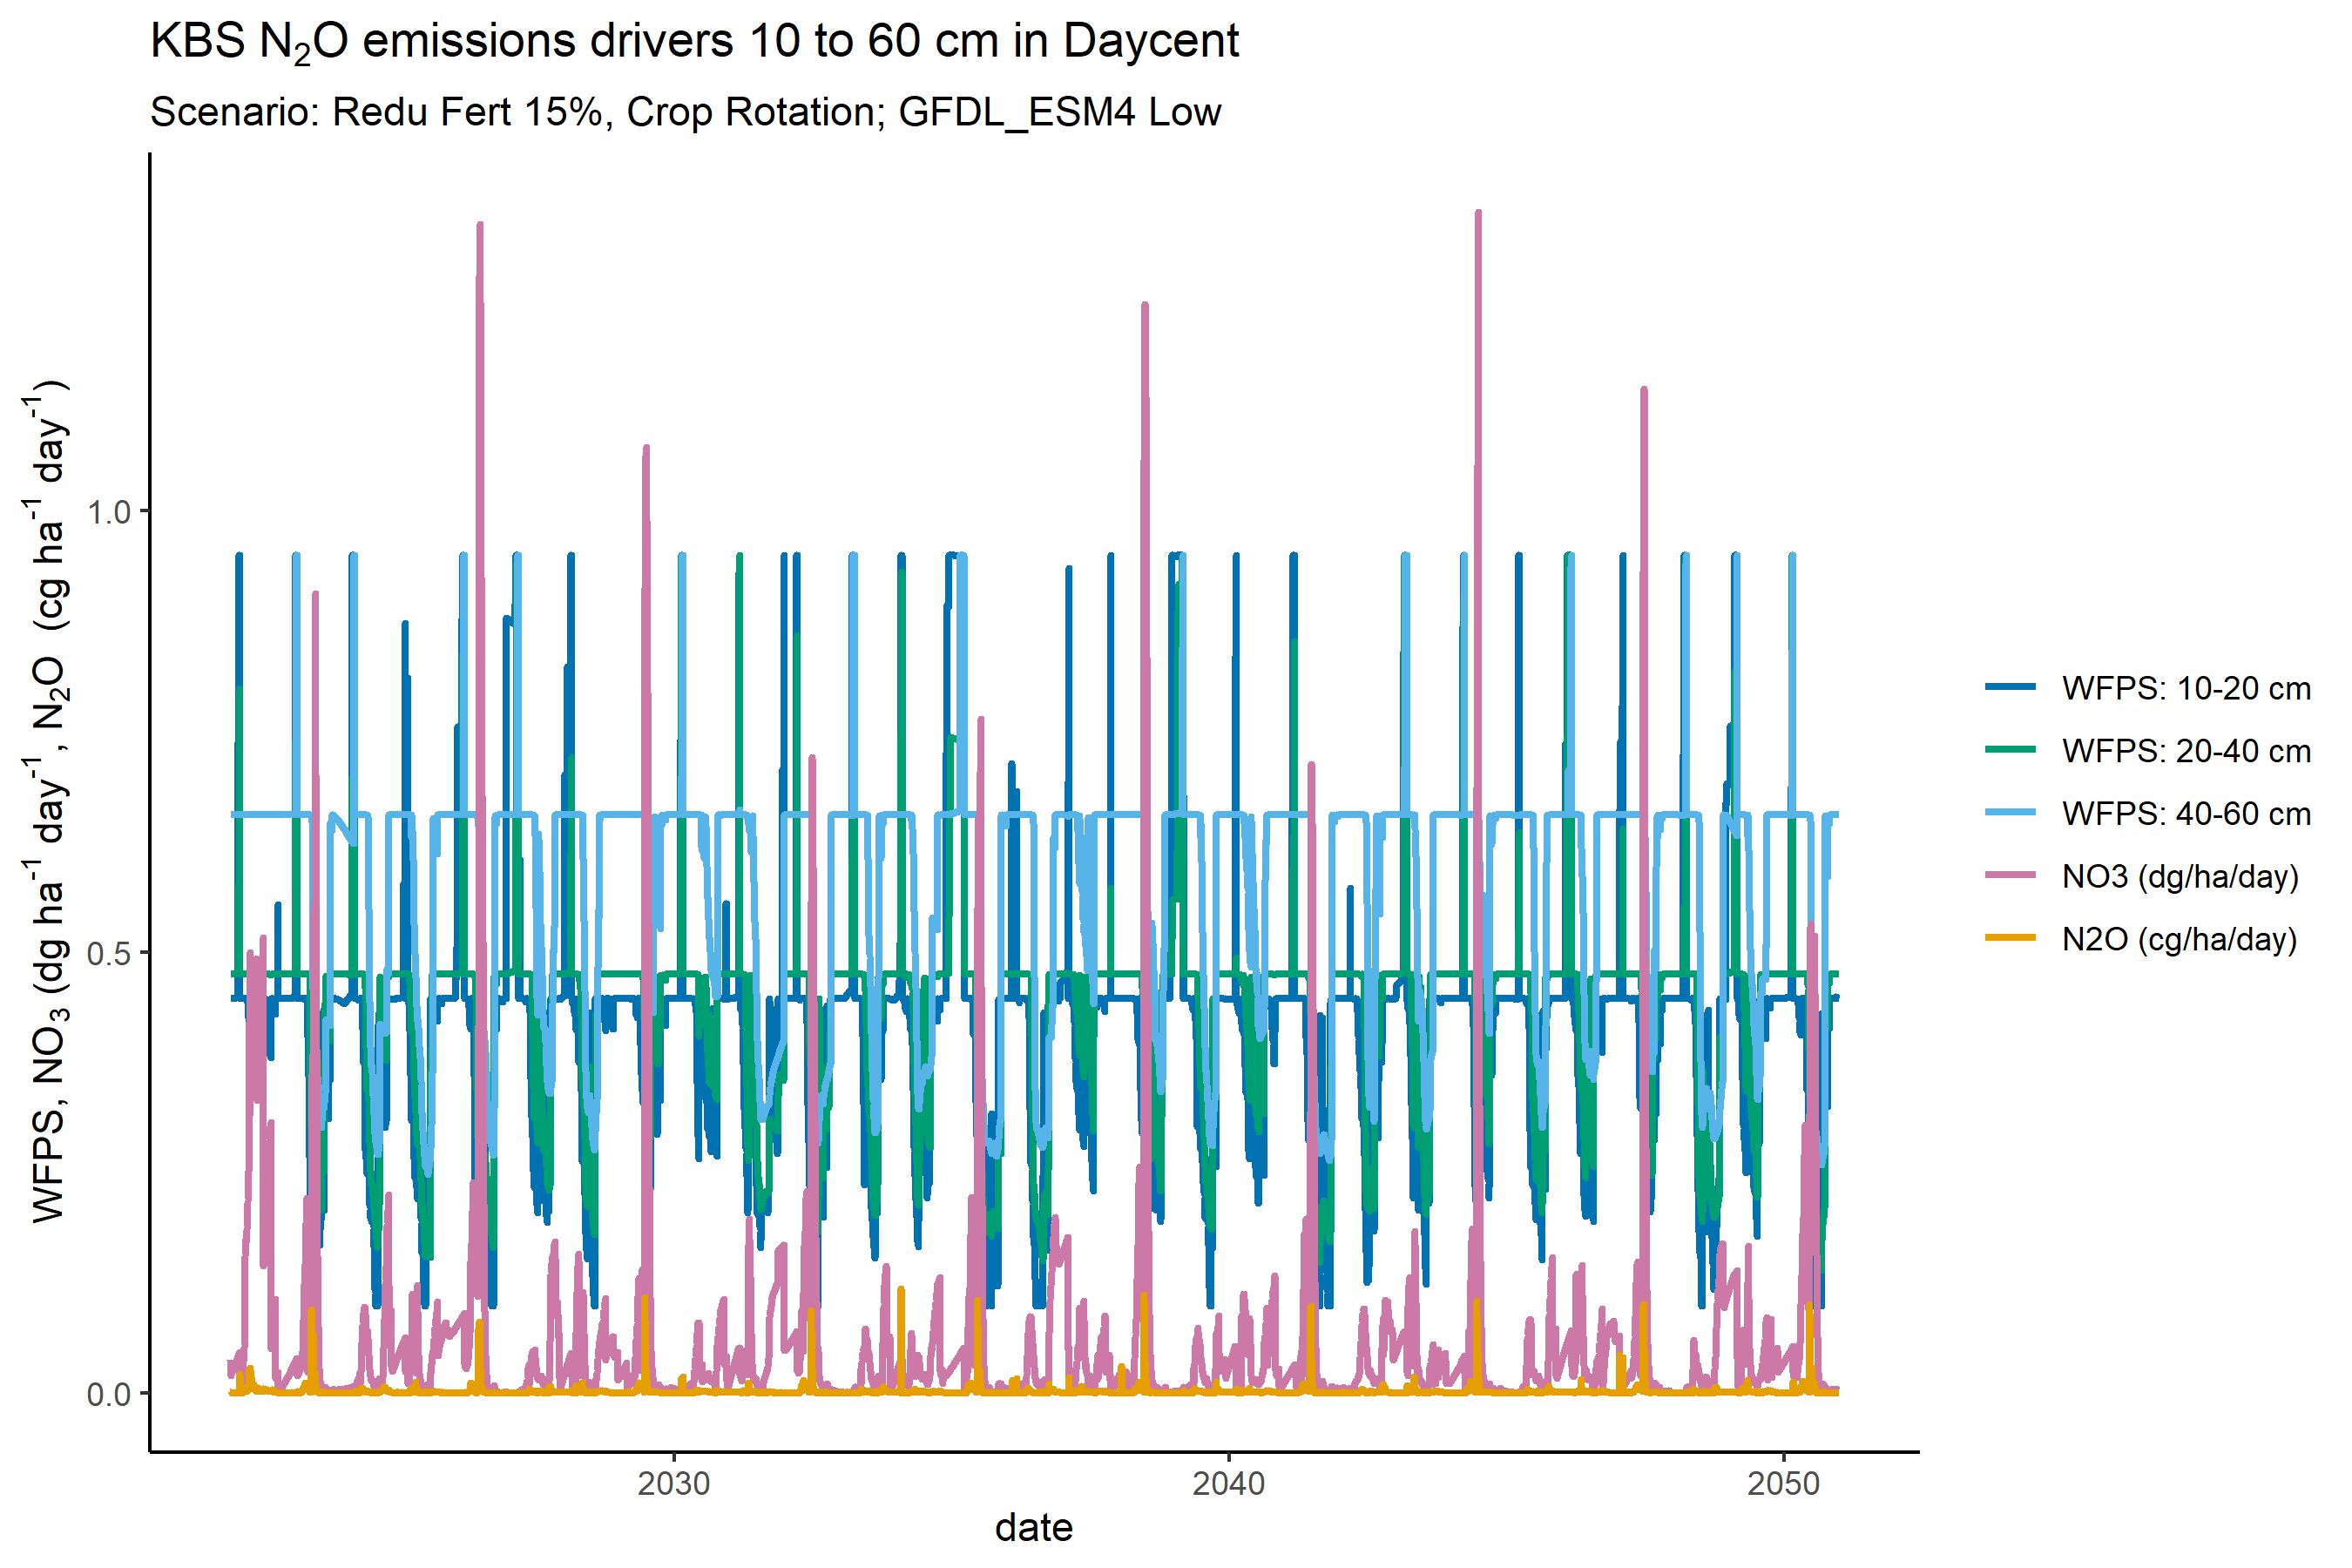 KBS N₂O emissions drivers 10 to 60 cm in Daycent
Scenario: Redu Fert 15%, Crop Rotation; GFDL_ESM4 Low
WFPS, NO₃ (dg ha⁻¹ day⁻¹, N₂O (cg ha⁻¹ day⁻¹)
1.0
0.5
0.0
2030
2040
2050
date
WFPS: 10-20 cm
WFPS: 20-40 cm
WFPS: 40-60 cm
NO3 (dg/ha/day)
N2O (cg/ha/day)